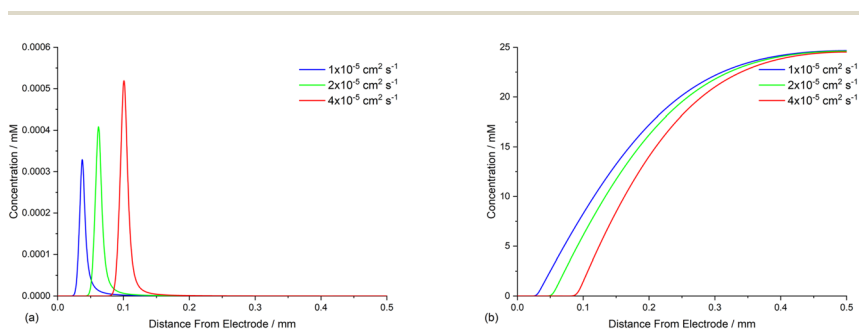 0.0006
0.0005
0.0004
0.0003
0.0002
0.0001
0.0000
Concentration / mM
1x10⁻⁵ cm² s⁻¹
2x10⁻⁵ cm² s⁻¹
4x10⁻⁵ cm² s⁻¹
(a)
0.0 0.1 0.2 0.3 0.4 0.5
Distance From Electrode / mm
25
20
15
10
5
0
Concentration / mM
1x10⁻⁵ cm² s⁻¹
2x10⁻⁵ cm² s⁻¹
4x10⁻⁵ cm² s⁻¹
(b)
0.0 0.1 0.2 0.3 0.4 0.5
Distance From Electrode / mm